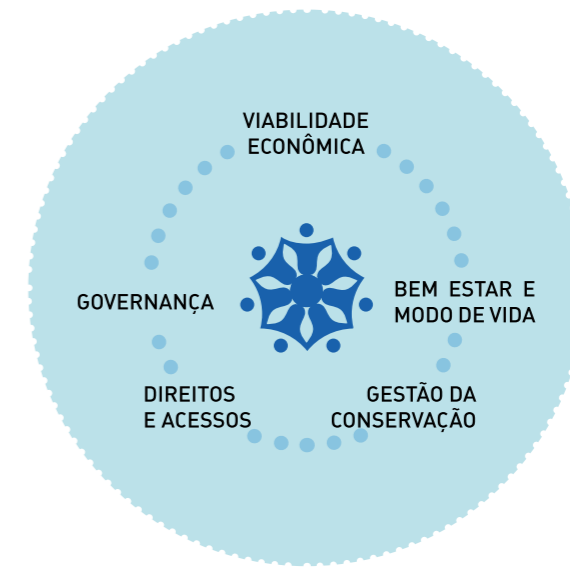 VIABILIDADE
ECONÔMICA
GOVERNANÇA
BEM ESTAR E
MODO DE VIDA
DIREITOS
E ACESSOS
GESTÃO DA
CONSERVAÇÃO